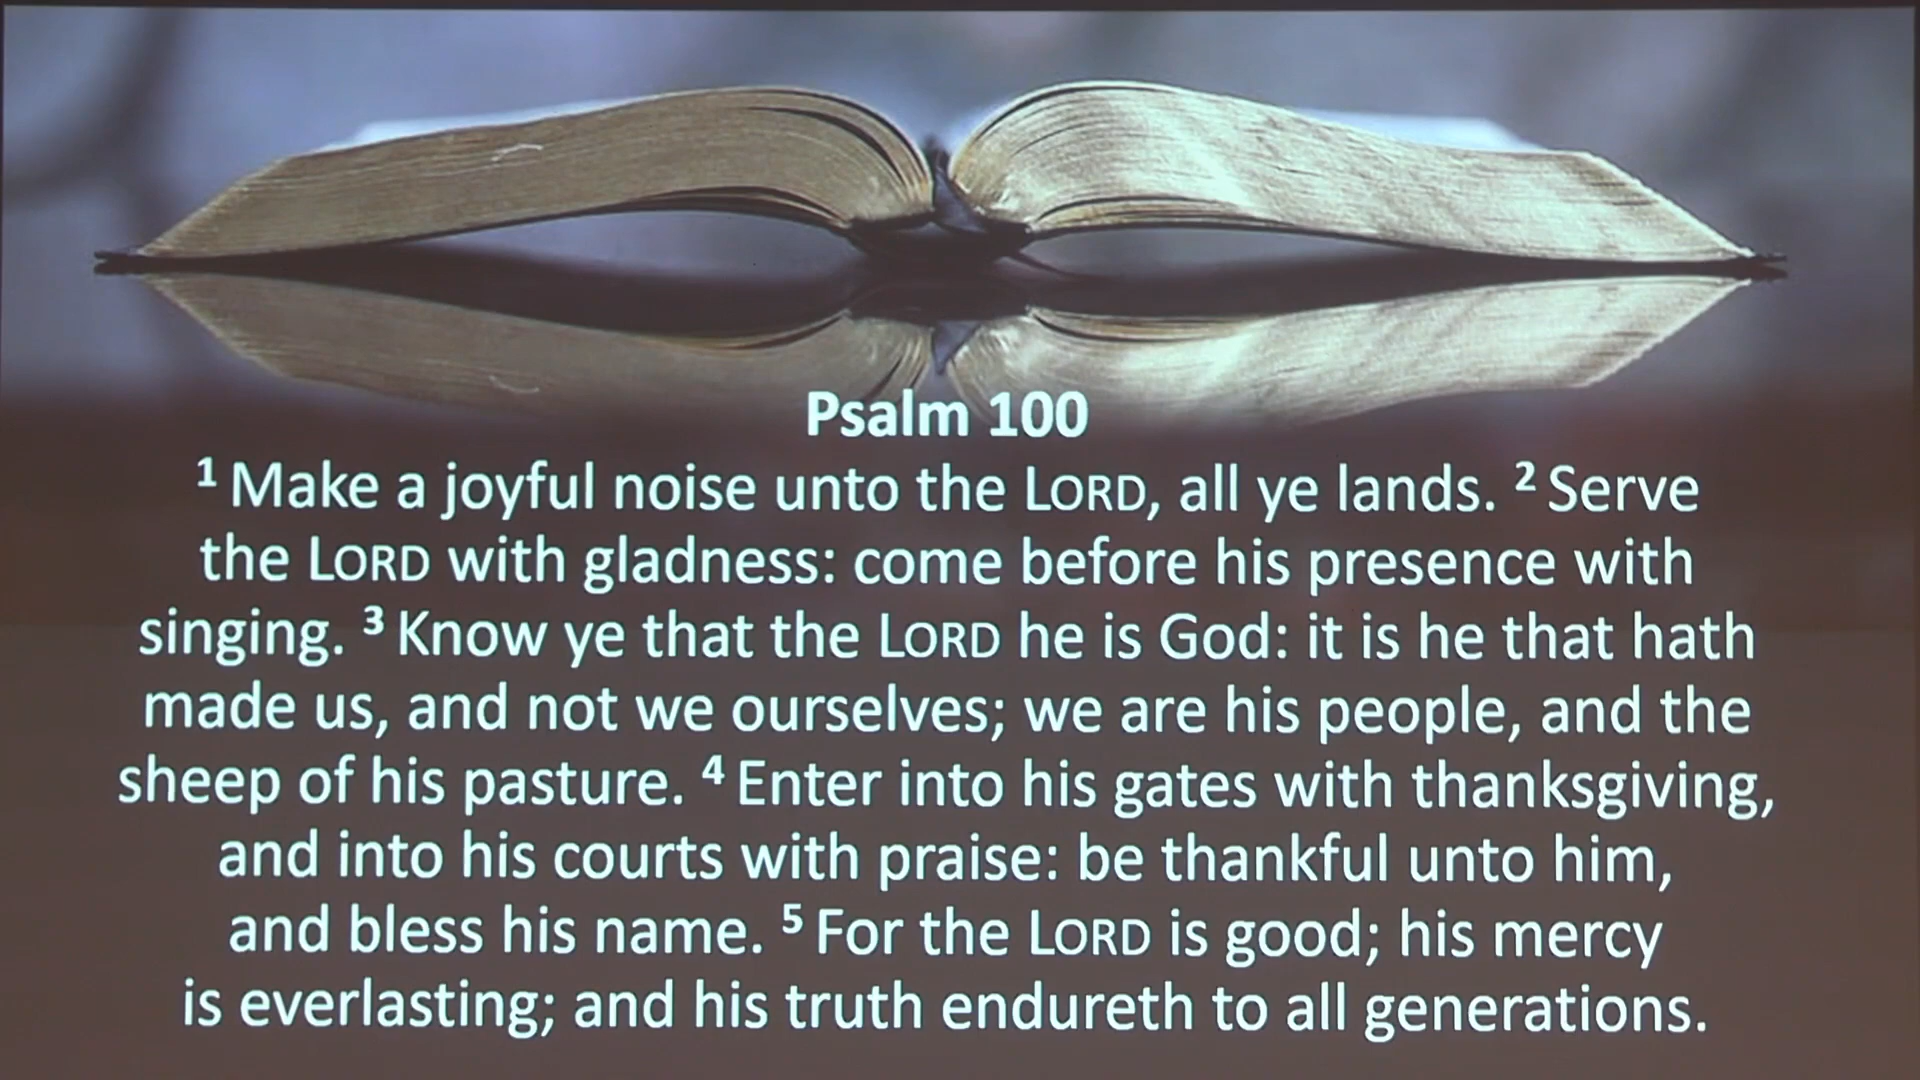 Psalm 100
1 Make a joyful noise unto the LORD, all ye lands. 2 Serve
the LORD with gladness: come before his presence with
singing. 3 Know ye that the LORD he is God: it is he that hath
made us, and not we ourselves; we are his people, and the
sheep of his pasture. 4 Enter into his gates with thanksgiving,
and into his courts with praise: be thankful unto him,
and bless his name. 5 For the LORD is good; his mercy
is everlasting; and his truth endureth to all generations.